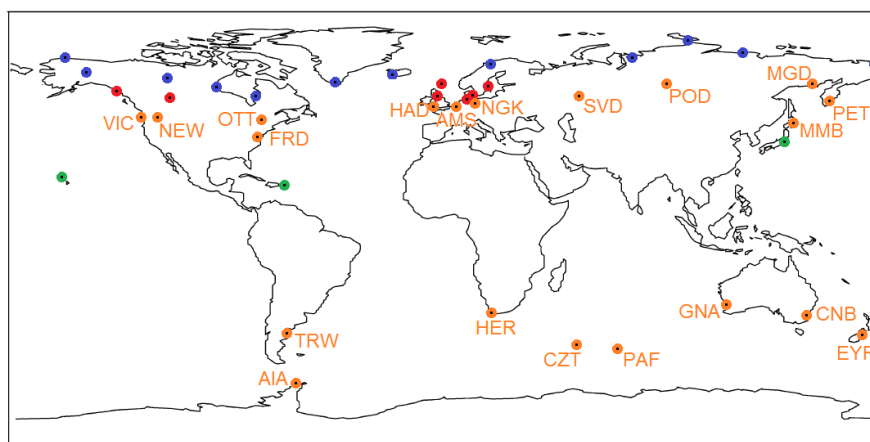 MGD
POD
SVD
NGK
HAD
AMS
PET
OTT
VIC
NEW
MMB
FRD
GNA
CNB
HER
TRW
EYR
CZT
PAF
AIA